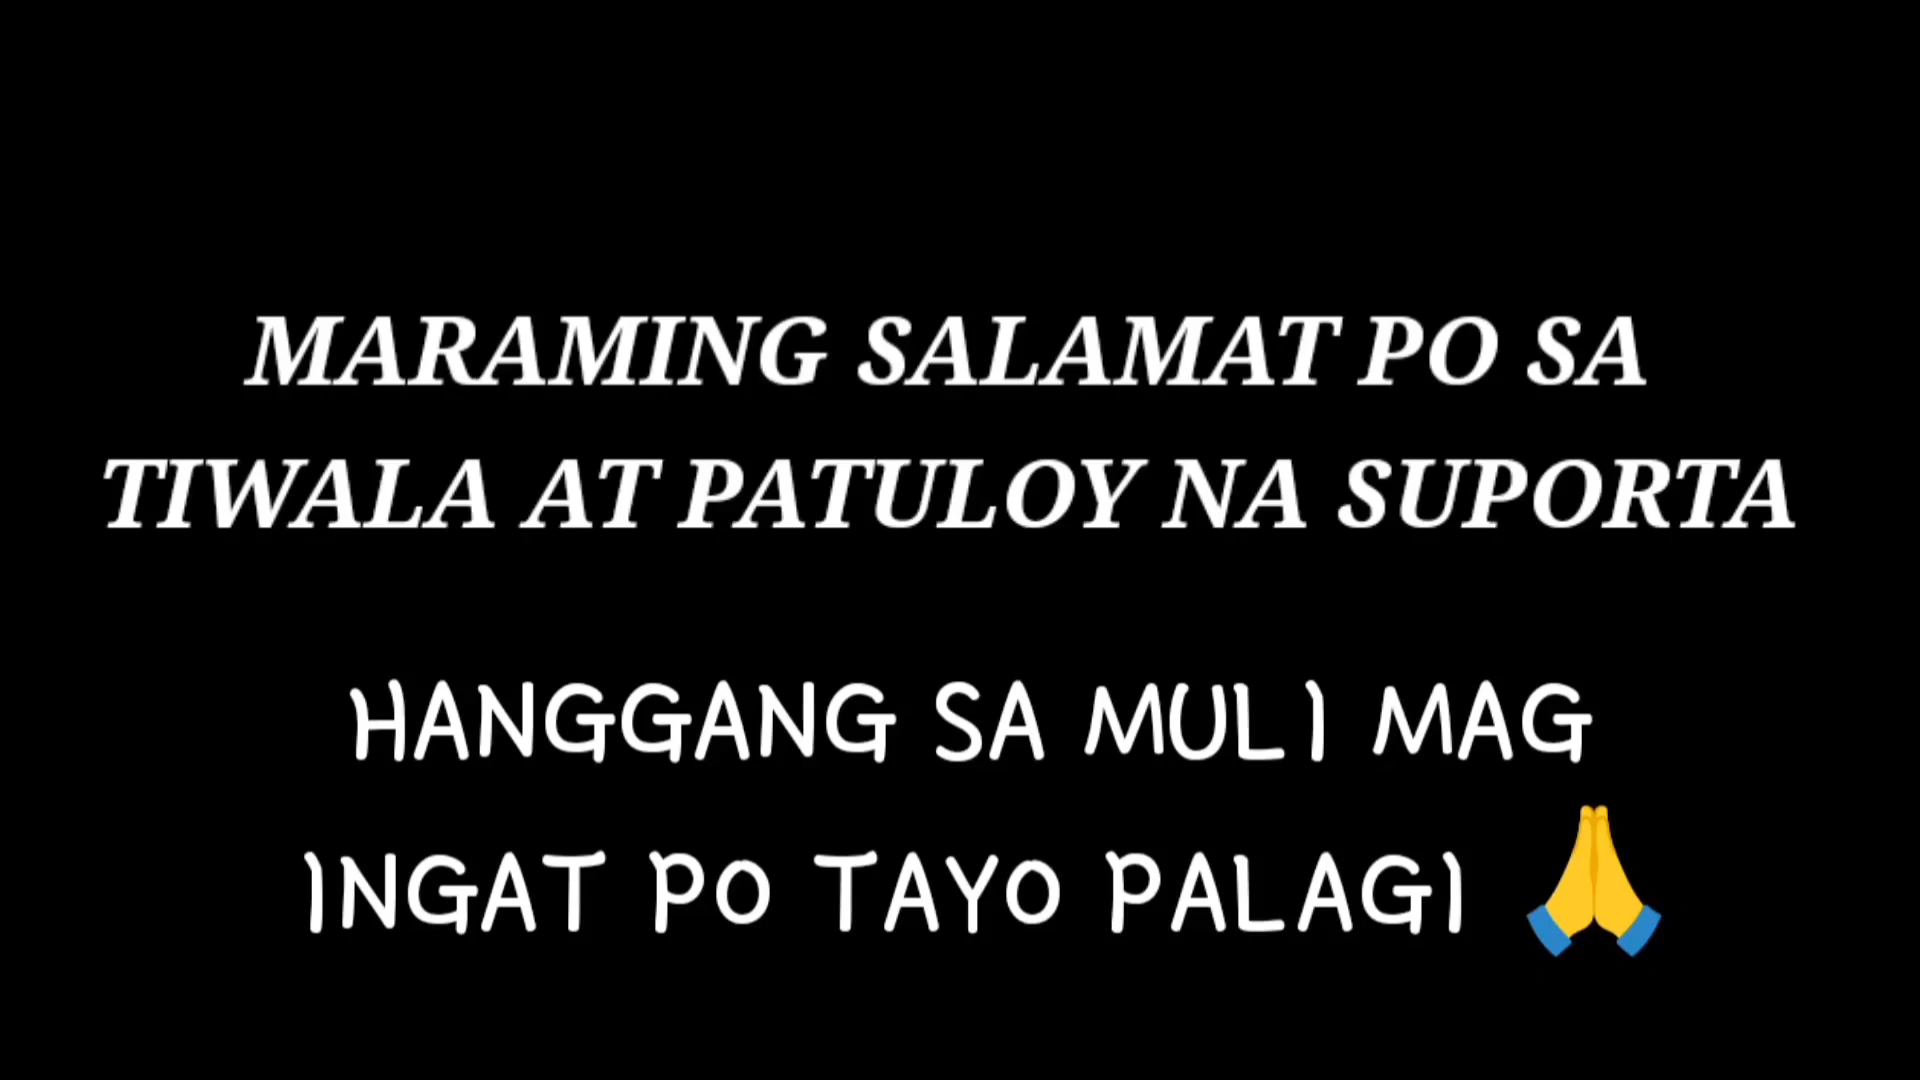 MARAMING SALAMAT PO SA
TIWALA AT PATULOY NA SUPORTA
HANGGANG SA MULI MAG
INGAT PO TAYO PALAGI 🙏